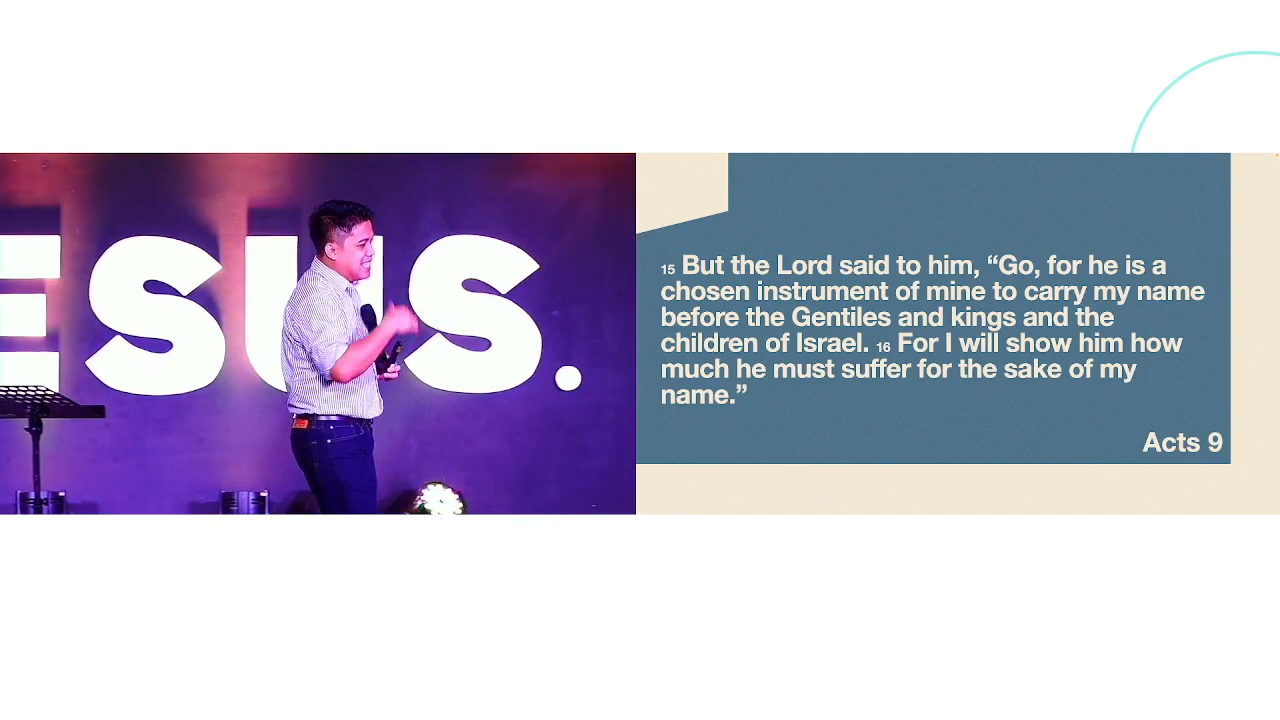 ESUS.
15 But the Lord said to him, “Go, for he is a
chosen instrument of mine to carry my name
before the Gentiles and kings and the
children of Israel. 16 For I will show him how
much he must suffer for the sake of my
name.”
Acts 9